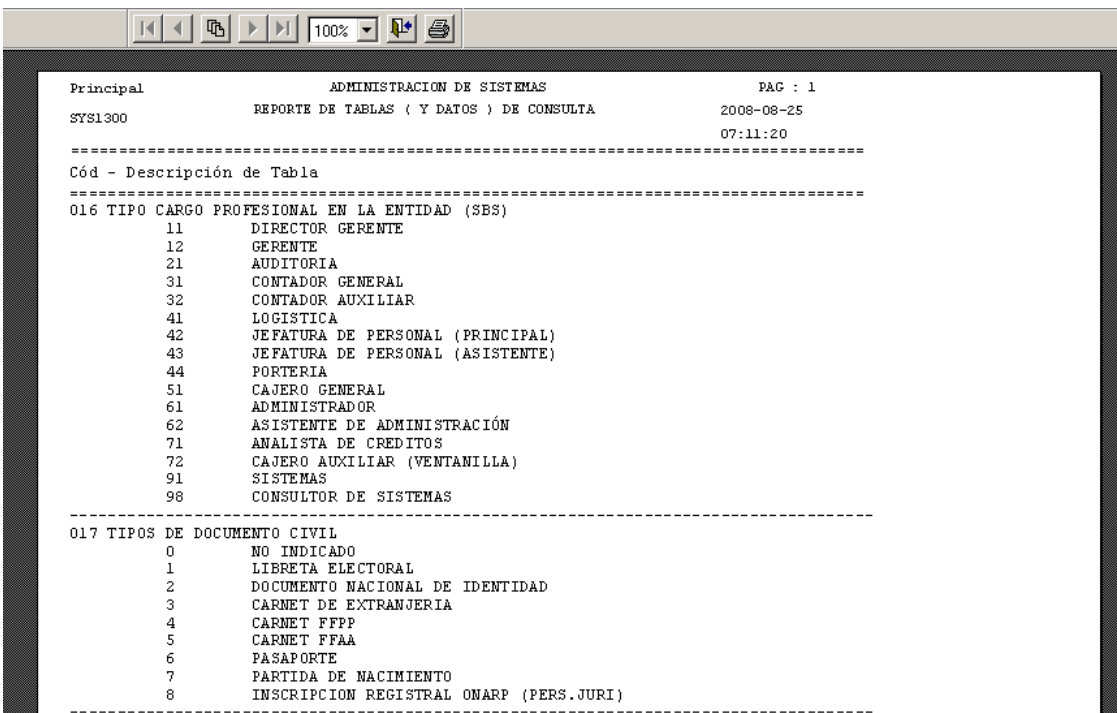 100%
Principal ADMINISTRACION DE SISTEMAS PAG : 1
SYS1300 REPORTE DE TABLAS ( Y DATOS ) DE CONSULTA 2008-08-25
07:11:20
Cód - Descripción de Tabla
016 TIPO CARGO PROFESIONAL EN LA ENTIDAD (SBS)
11 DIRECTOR GERENTE
12 GERENTE
21 AUDITORIA
31 CONTADOR GENERAL
32 CONTADOR AUXILIAR
41 LOGISTICA
42 JEFATURA DE PERSONAL (PRINCIPAL)
43 JEFATURA DE PERSONAL (ASISTENTE)
44 PORTERIA
51 CAJERO GENERAL
61 ADMINISTRADOR
62 ASISTENTE DE ADMINISTRACIÓN
71 ANALISTA DE CREDITOS
72 CAJERO AUXILIAR (VENTANILLA)
91 SISTEMAS
98 CONSULTOR DE SISTEMAS
017 TIPOS DE DOCUMENTO CIVIL
0 NO INDICADO
1 LIBRETA ELECTORAL
2 DOCUMENTO NACIONAL DE IDENTIDAD
3 CARNET DE EXTRANJERIA
4 CARNET FFPP
5 CARNET FFAA
6 PASAPORTE
7 PARTIDA DE NACIMIENTO
8 INSCRIPCION REGISTRAL ONARP (PERS.JURI)